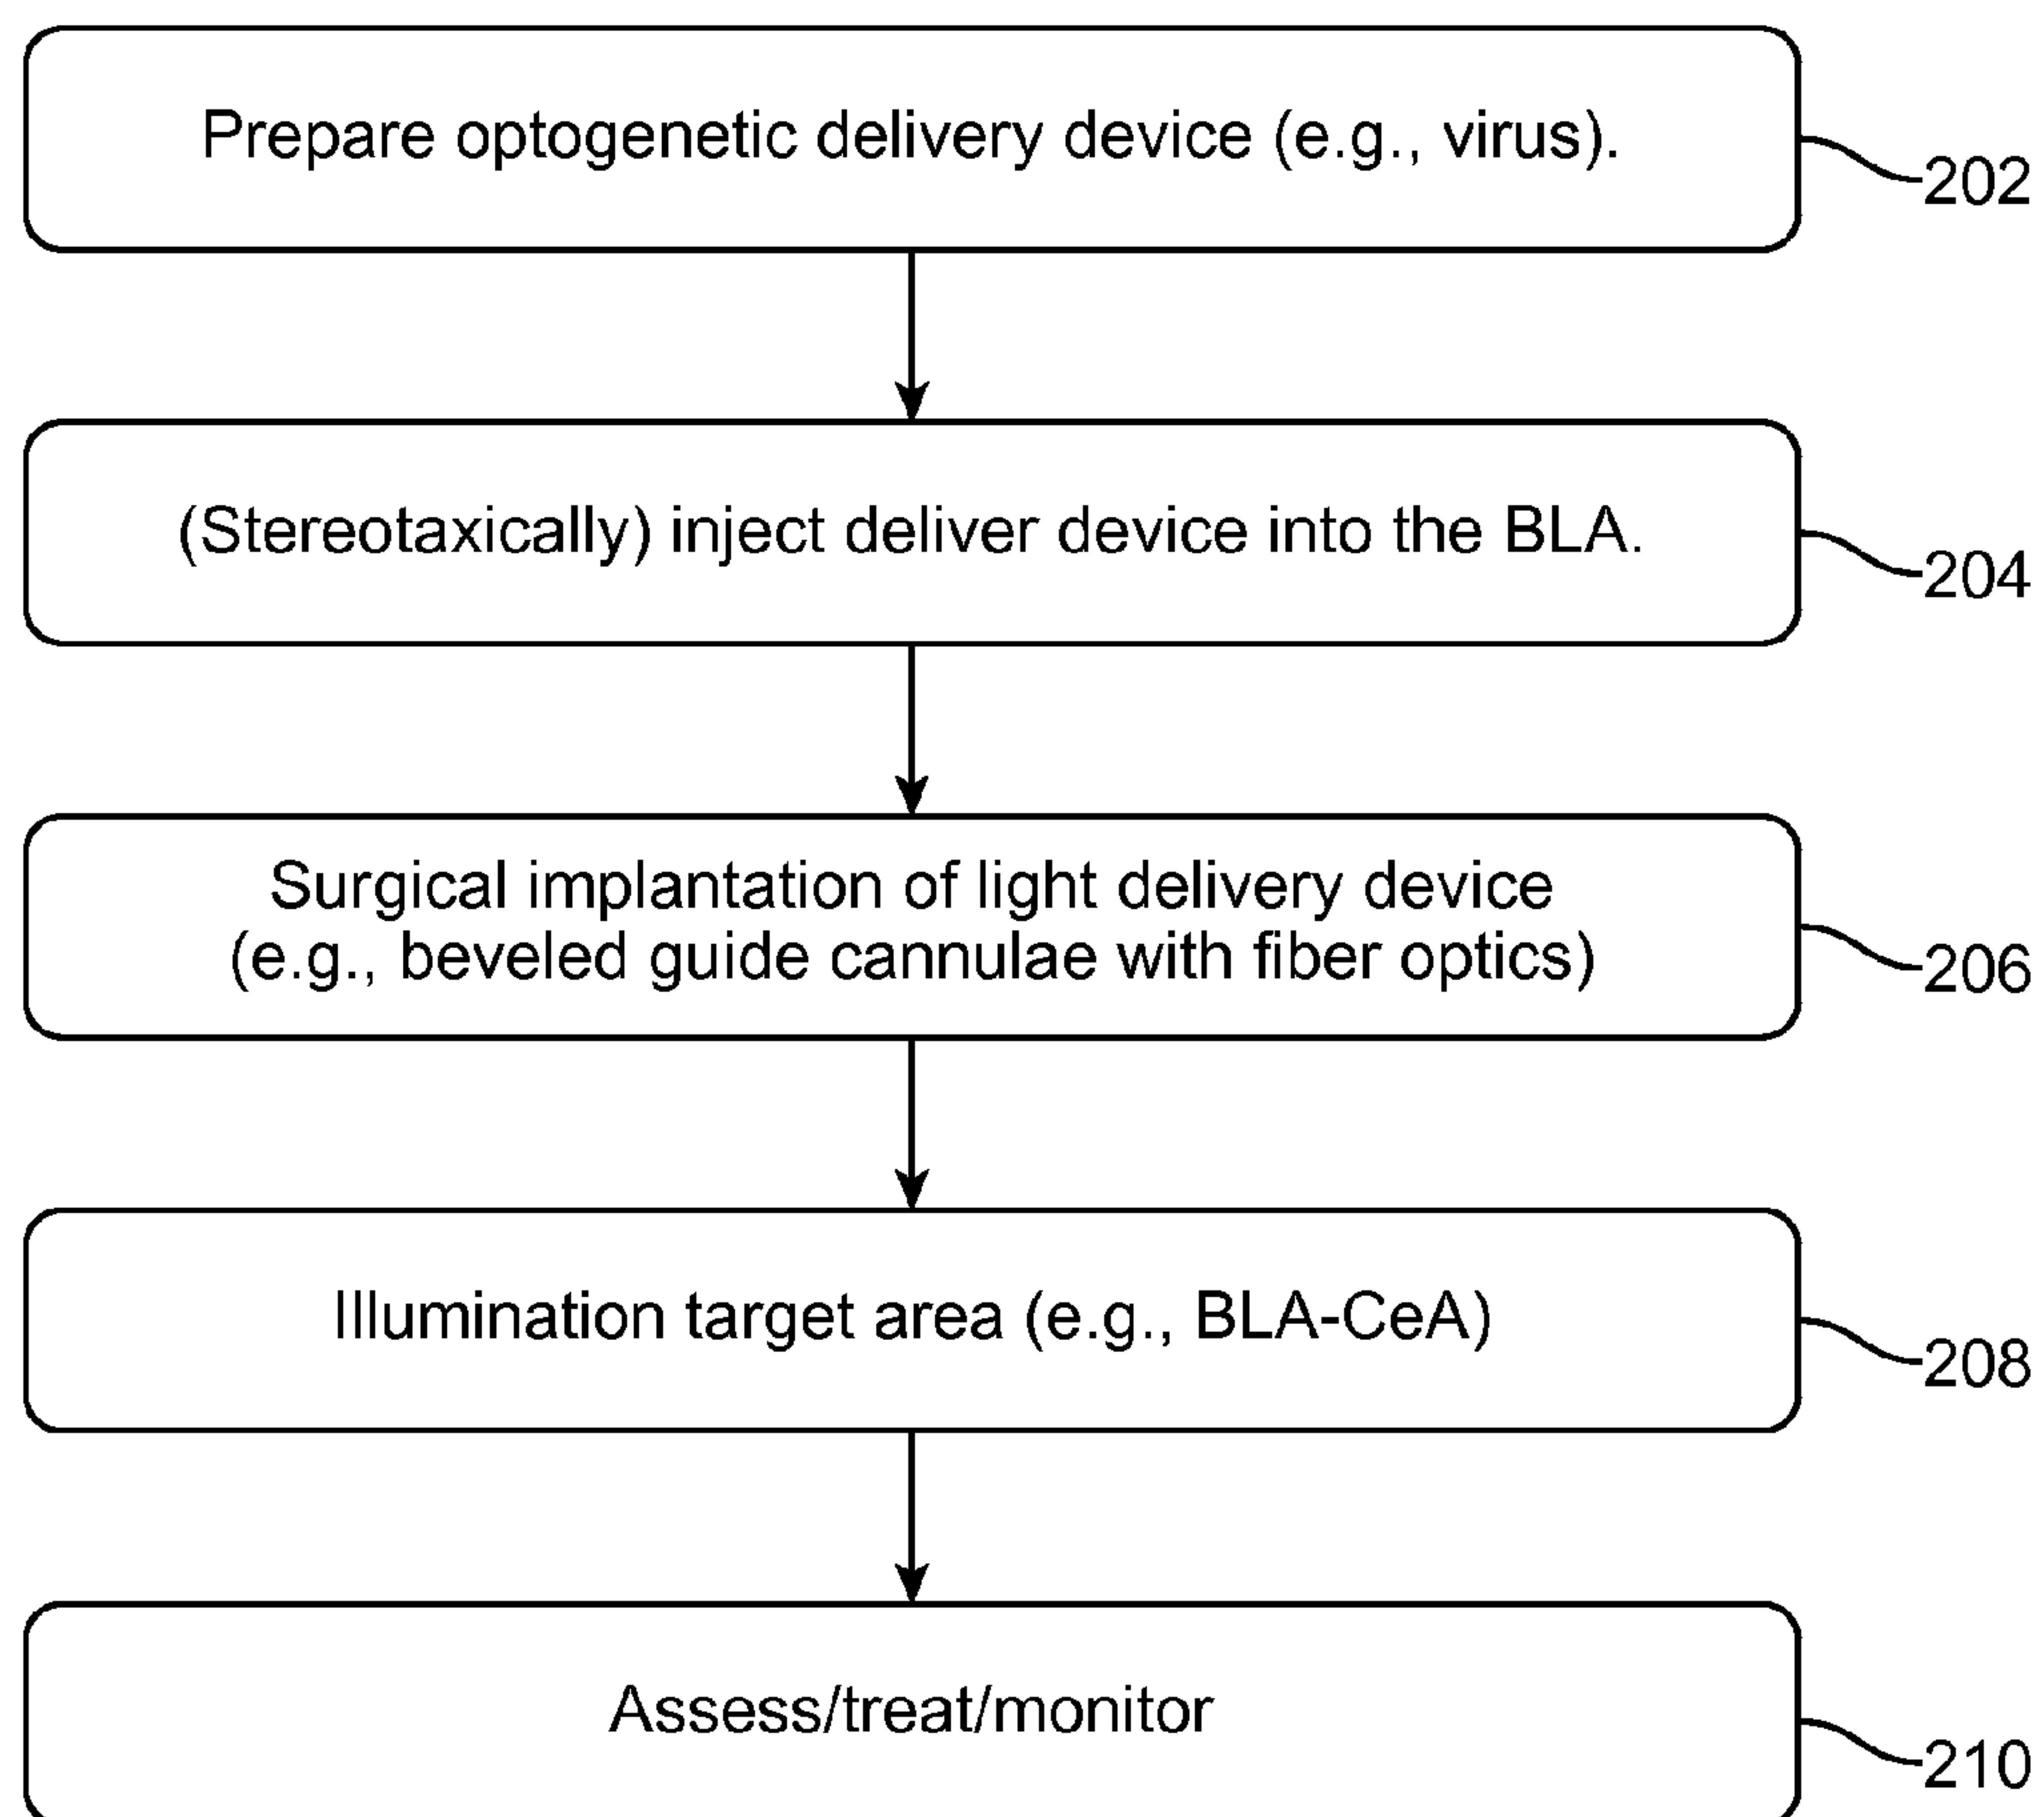 Prepare optogenetic delivery device (e.g., virus).
202
(Stereotaxically) inject deliver device into the BLA.
204
Surgical implantation of light delivery device
(e.g., beveled guide cannulae with fiber optics)
206
Illumination target area (e.g., BLA-CeA)
208
Assess/treat/monitor
210